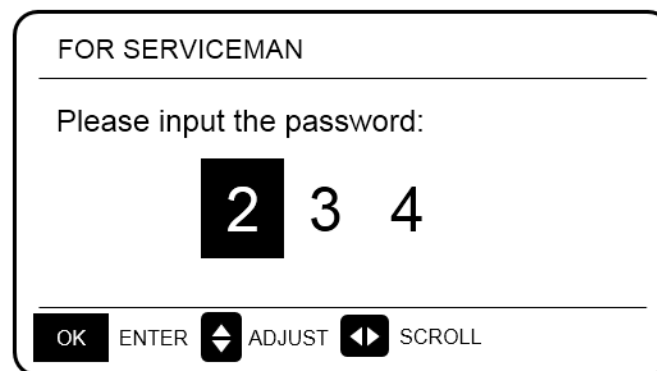 FOR SERVICEMAN
Please input the password:
2 3 4
OK ENTER ADJUST SCROLL